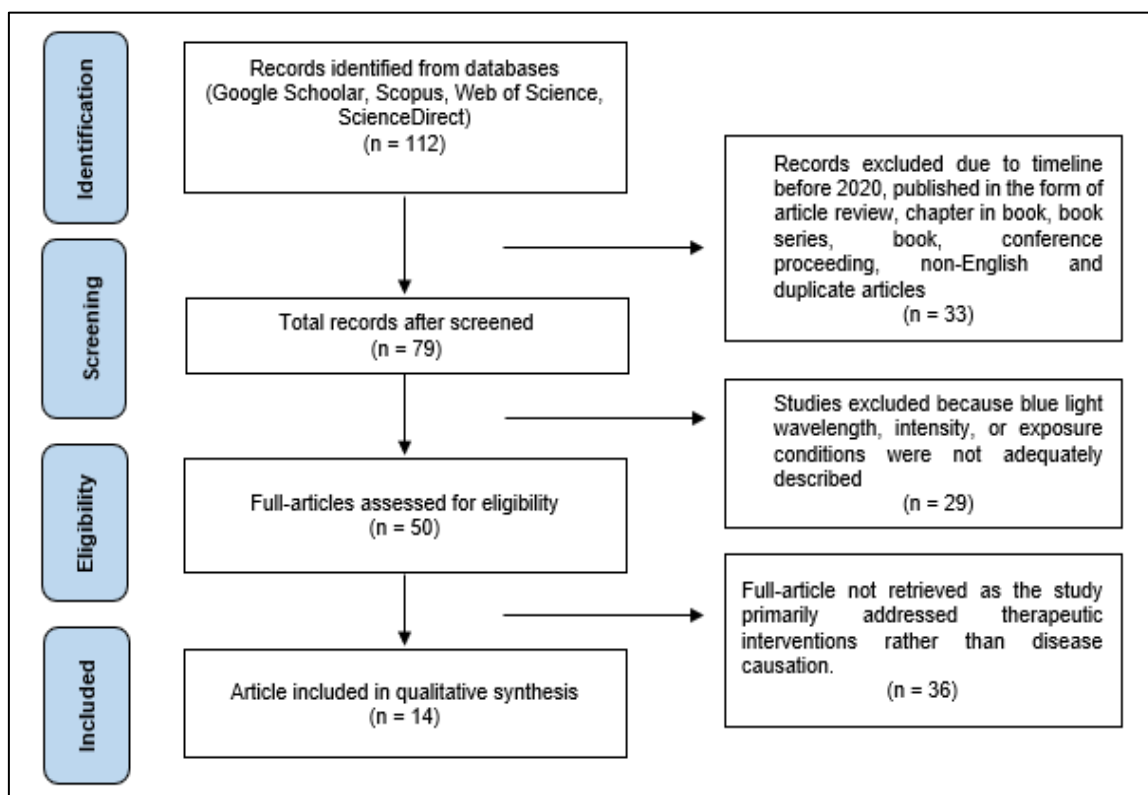 Identification
Records identified from databases
(Google Schoolar, Scopus, Web of Science,
ScienceDirect)
(n = 112)
Records excluded due to timeline
before 2020, published in the form of
article review, chapter in book, book
series, book, conference
proceeding, non-English and
duplicate articles
(n = 33)
Screening
Total records after screened
(n = 79)
Studies excluded because blue light
wavelength, intensity, or exposure
conditions were not adequately
described
(n = 29)
Eligibility
Full-articles assessed for eligibility
(n = 50)
Full-article not retrieved as the study
primarily addressed therapeutic
interventions rather than disease
causation.
(n = 36)
Included
Article included in qualitative synthesis
(n = 14)